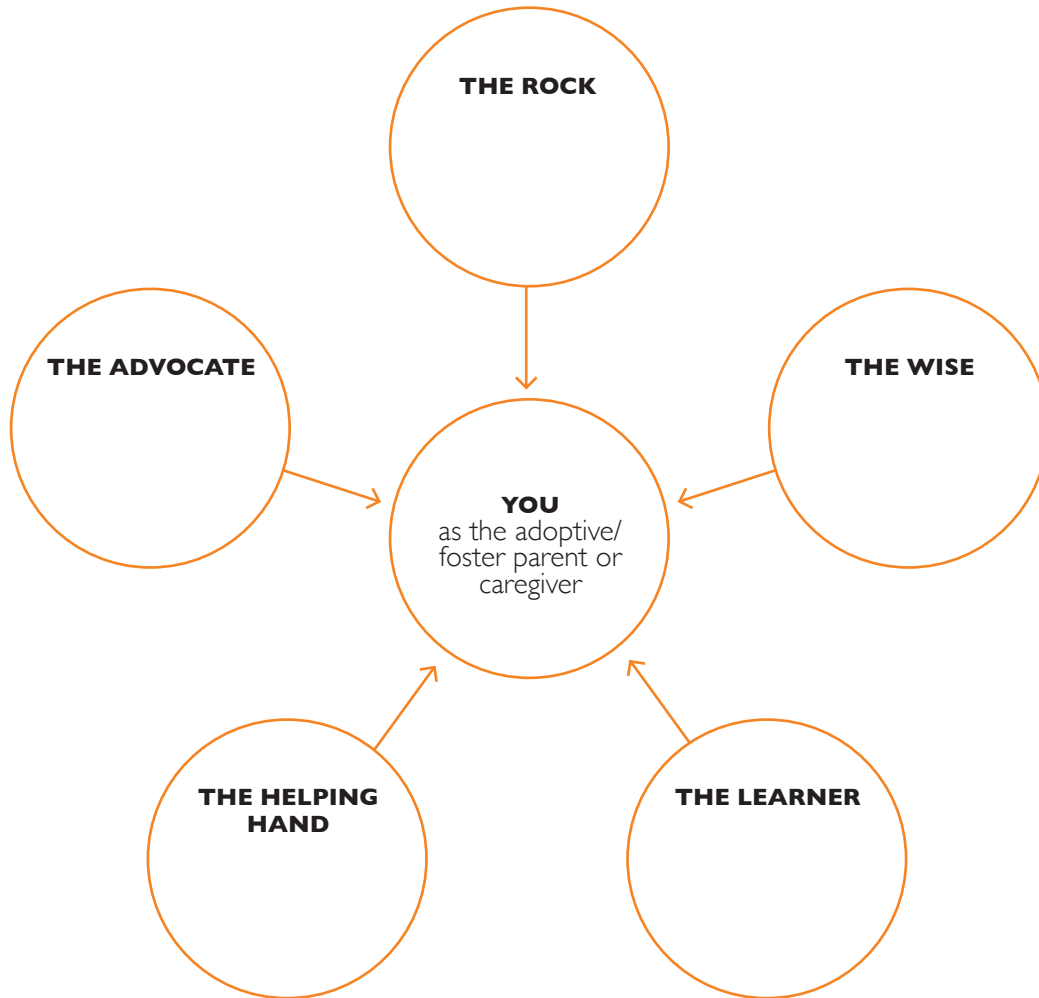 THE ROCK
THE ADVOCATE
THE WISE
YOU
as the adoptive/
foster parent or
caregiver
THE HELPING
HAND
THE LEARNER